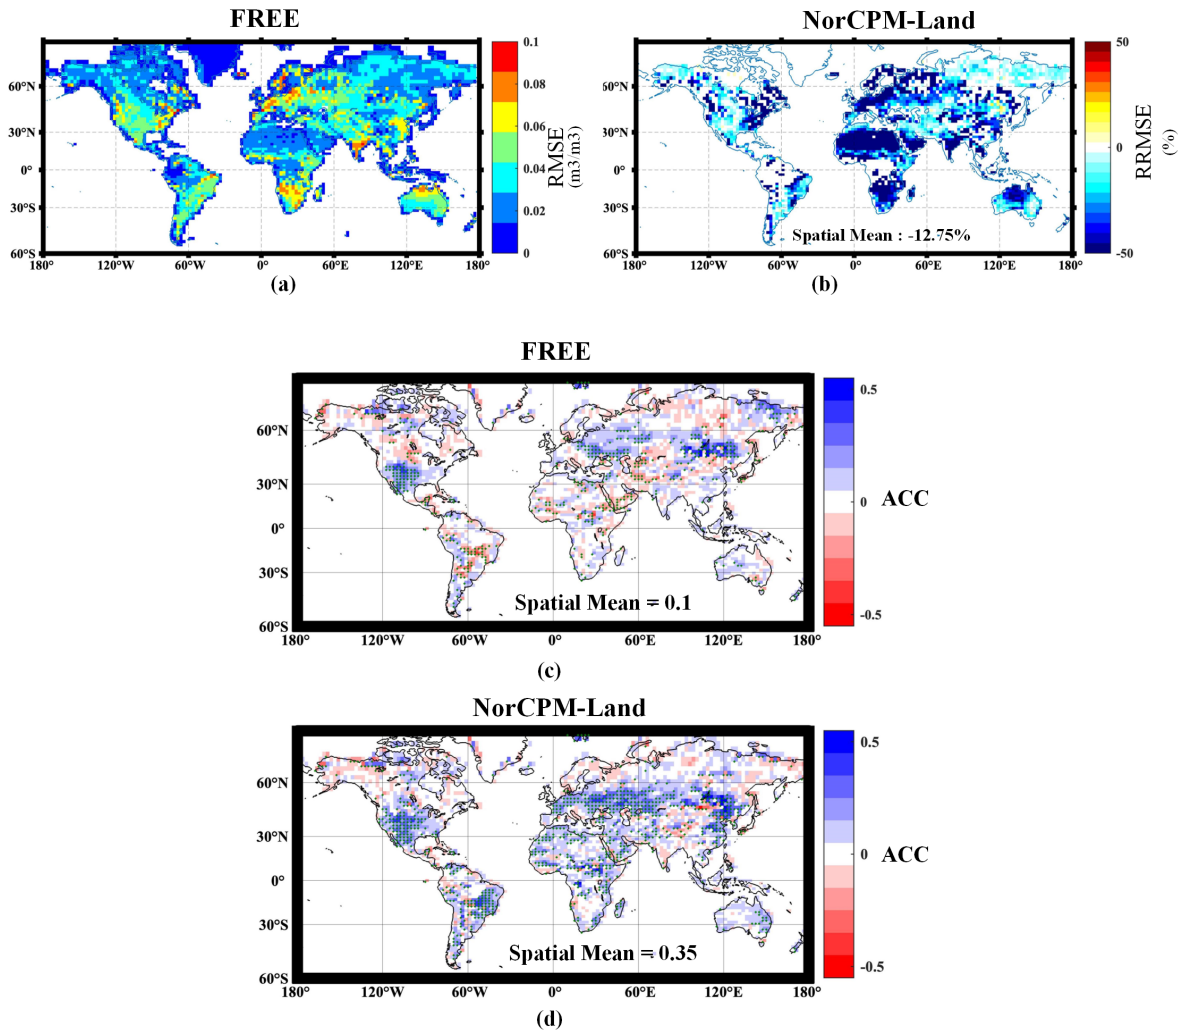 FREE
NorCPM-Land
60°N
30°N
0°
30°S
60°S
180°
120°W
60°W
0°
60°E
120°E
180°
0.1
0.08
0.06
0.04
0.02
0
RMSE
(m3/m3)
(a)
60°N
30°N
0°
30°S
60°S
180°
120°W
60°W
0°
60°E
120°E
180°
Spatial Mean : -12.75%
50
0
-50
RRMSE
(%)
(b)
FREE
60°N
30°N
0°
30°S
60°S
180°
120°W
60°W
0°
60°E
120°E
180°
Spatial Mean = 0.1
0.5
0
-0.5
ACC
(c)
NorCPM-Land
60°N
30°N
0°
30°S
60°S
180°
120°W
60°W
0°
60°E
120°E
180°
Spatial Mean = 0.35
0.5
0
-0.5
ACC
(d)